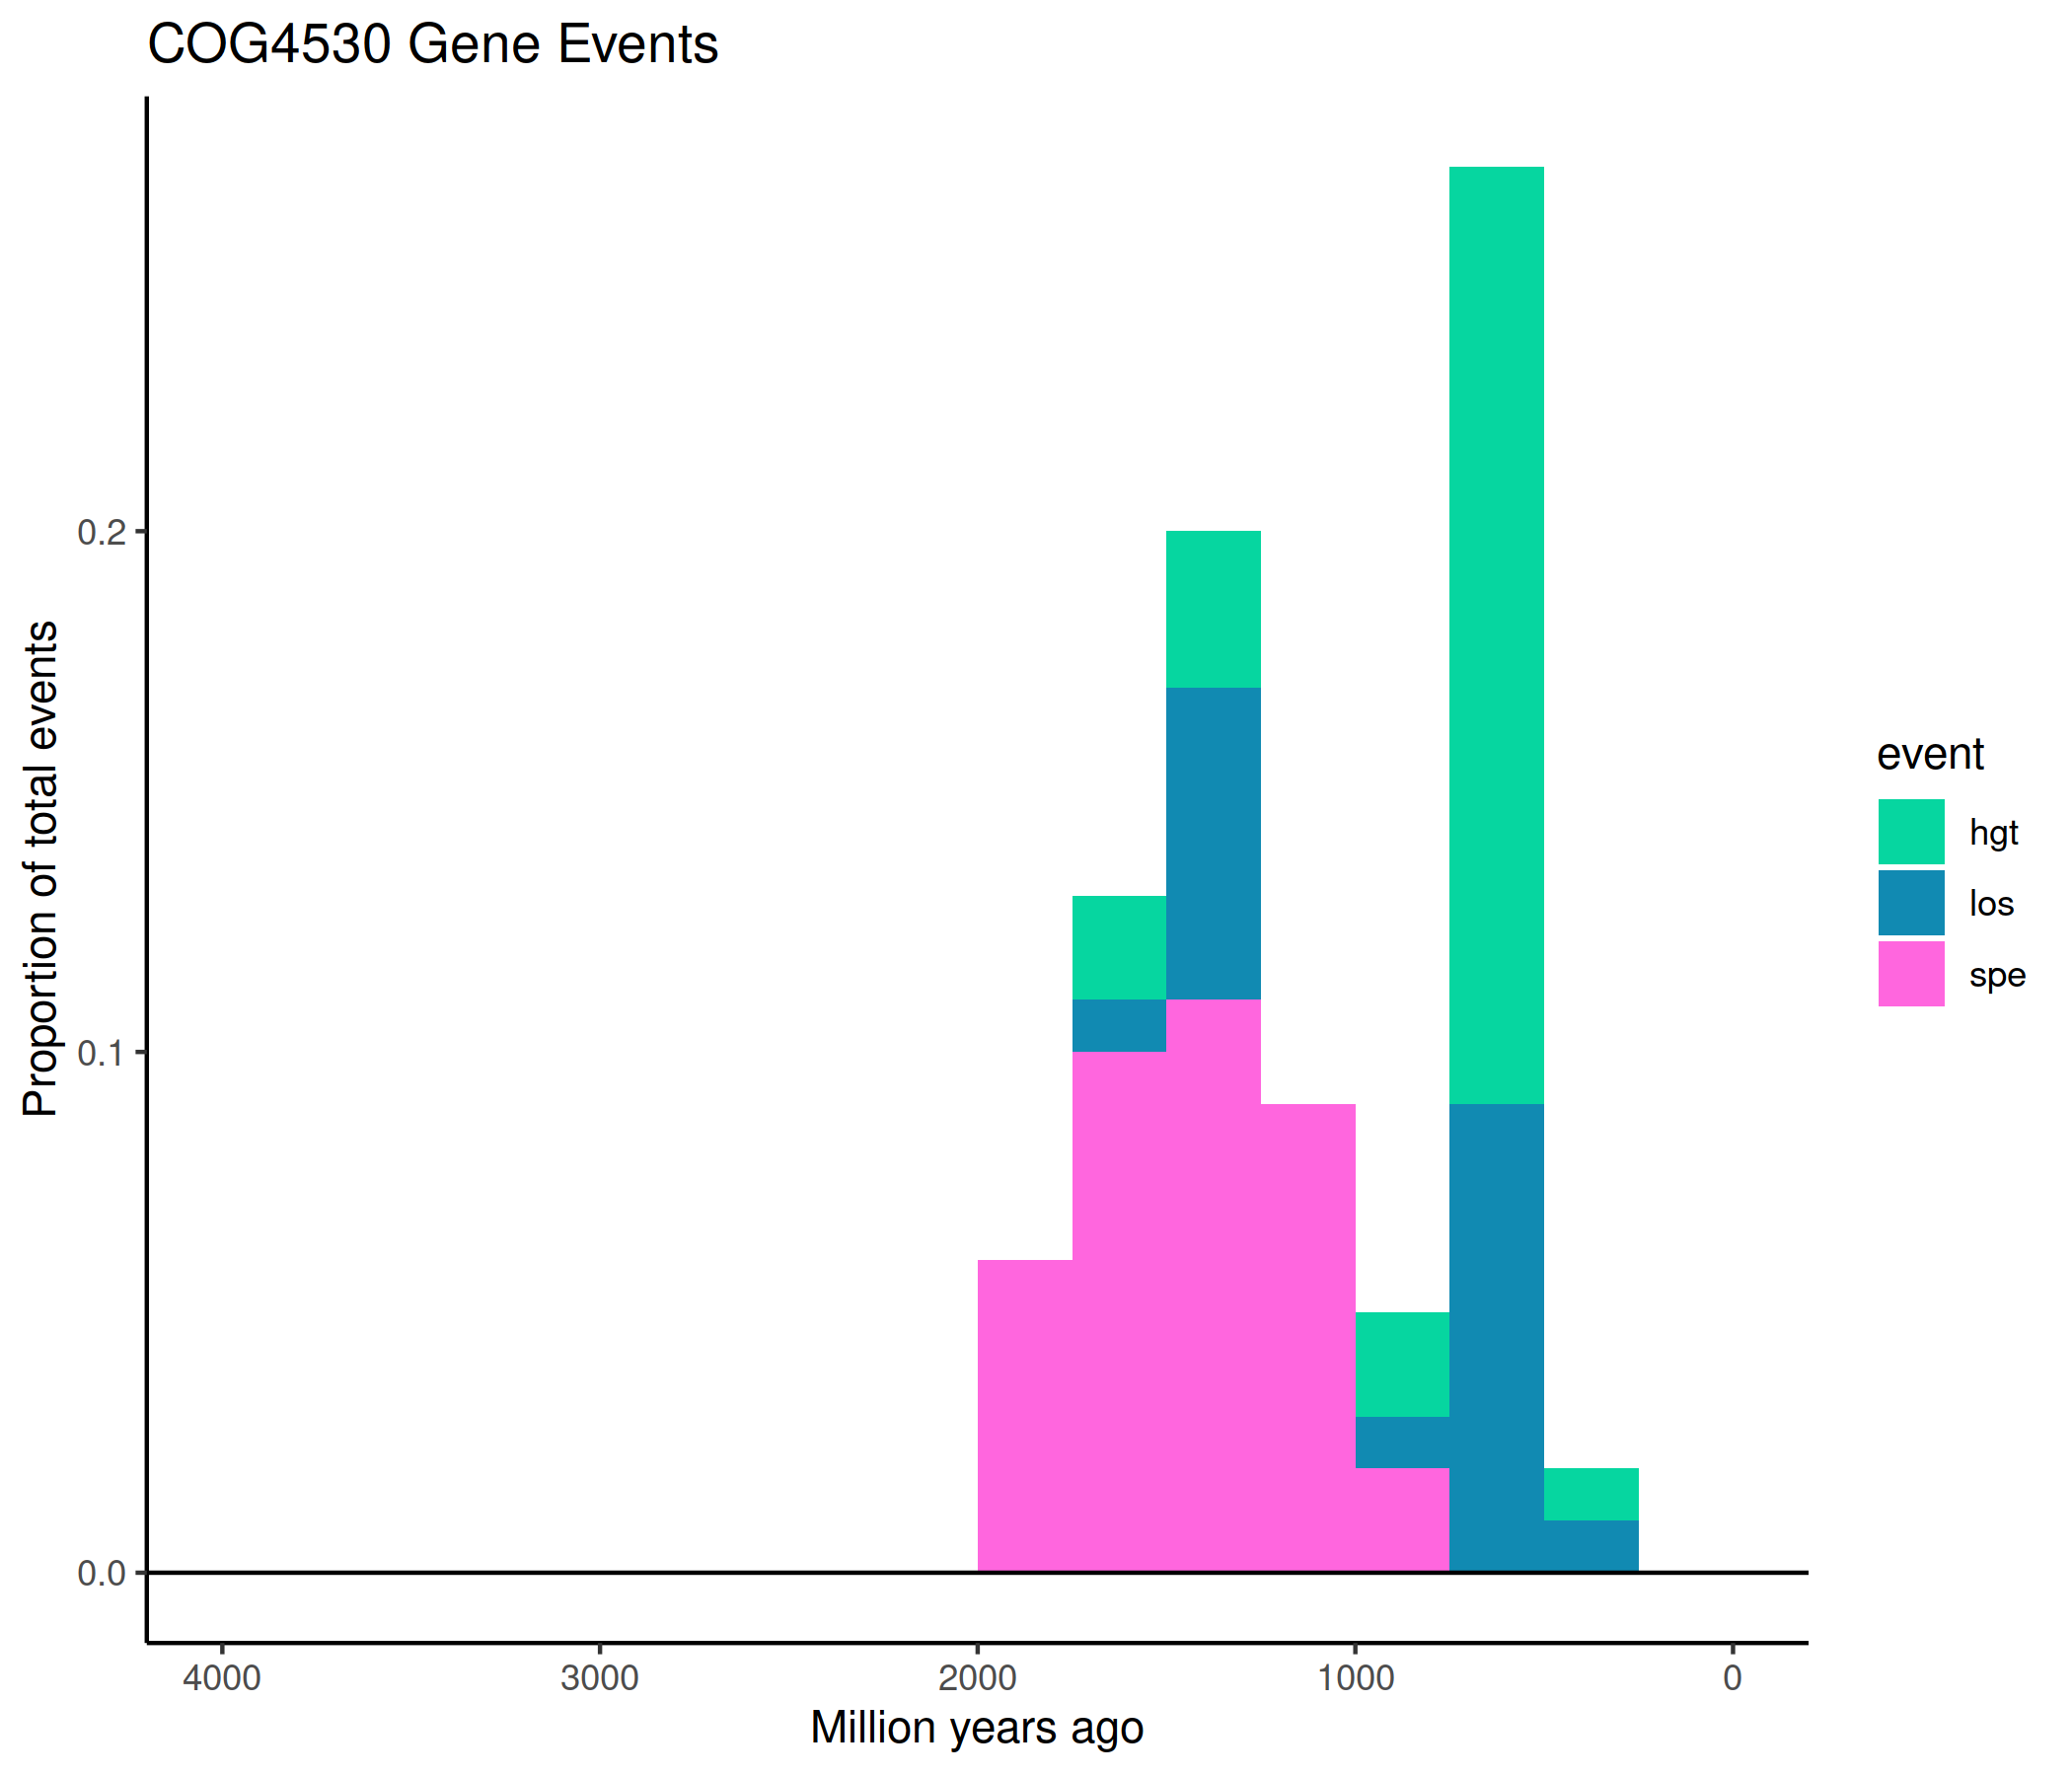 COG4530 Gene Events
Proportion of total events
0.2
0.1
0.0
4000 3000 2000 1000 0
Million years ago
event
hgt
los
spe